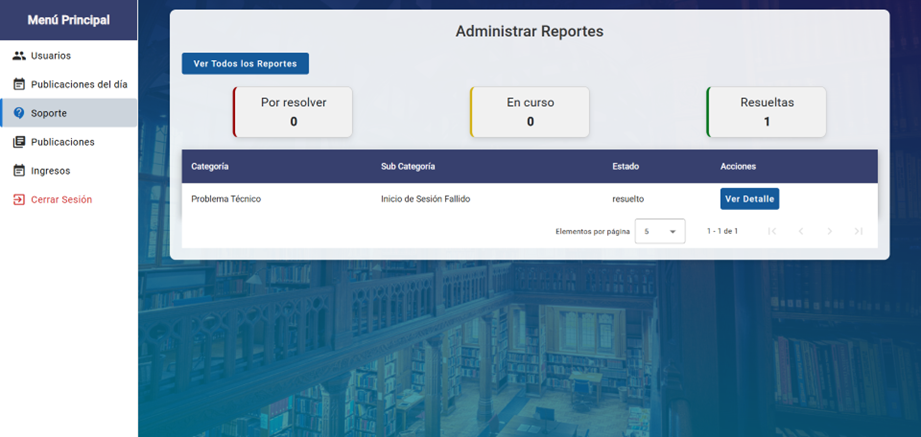 Menú Principal
Usuarios
Publicaciones del día
Soporte
Publicaciones
Ingresos
Cerrar Sesión
Administrar Reportes
Ver Todos los Reportes
Por resolver
0
En curso
0
Resueltas
1
Categoría Sub Categoría Estado Acciones
Problema Técnico Inicio de Sesión Fallido resuelto Ver Detalle
Elementos por página 5 1 - 1 de 1